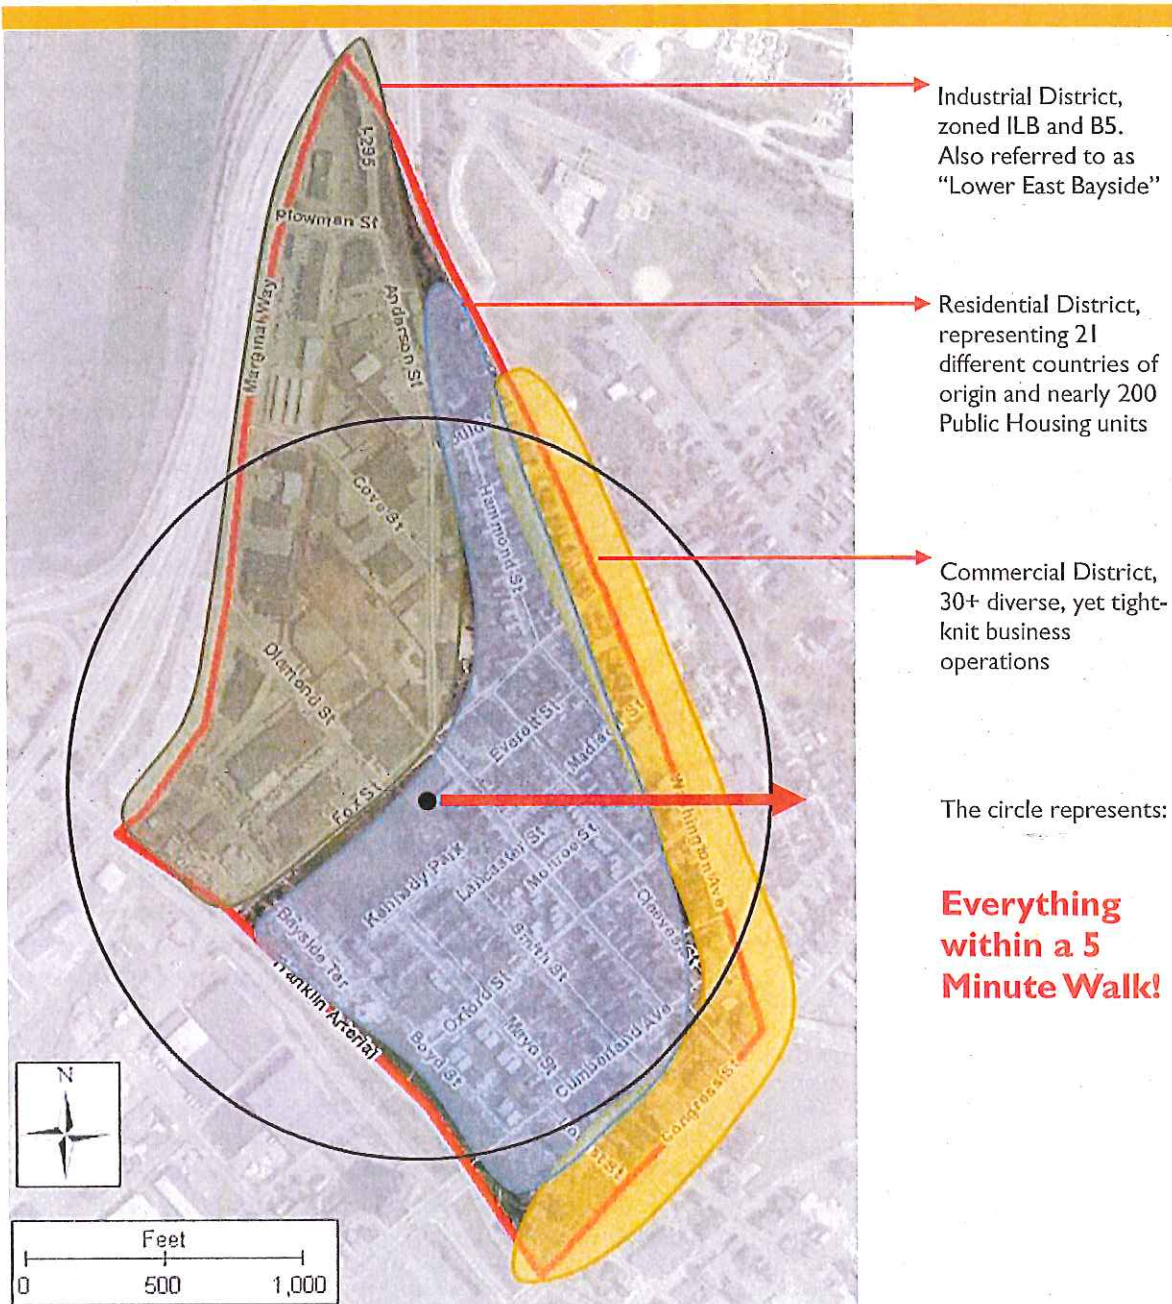 Industrial District,
zoned ILB and B5.
Also referred to as
“Lower East Bayside”
Residential District,
representing 21
different countries of
origin and nearly 200
Public Housing units
Commercial District,
30+ diverse, yet tight-
knit business
operations
The circle represents:
Everything
within a 5
Minute Walk!
I-295
Plowman St
Marginal Way
Anderson St
Cove St
Hammond St
Diamond St
Everett St
Madison St
Fox St
Washington Ave
Kennedy Park
Lancaster St
Monroe St
Bayside Ter
Smith St
Franklin Arterial
Oxford St
Mayo St
Boyd St
Cumberland Ave
Congress St
N
Feet
0 500 1,000